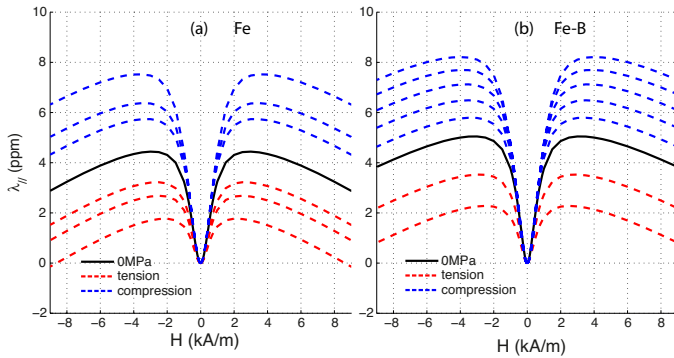 (a) Fe
(b) Fe-B
10
8
6
4
2
0
−2
λ// (ppm)
0MPa
tension
compression
−8 −6 −4 −2 0 2 4 6 8
H (kA/m)
10
8
6
4
2
0
−2
0MPa
tension
compression
−8 −6 −4 −2 0 2 4 6 8
H (kA/m)